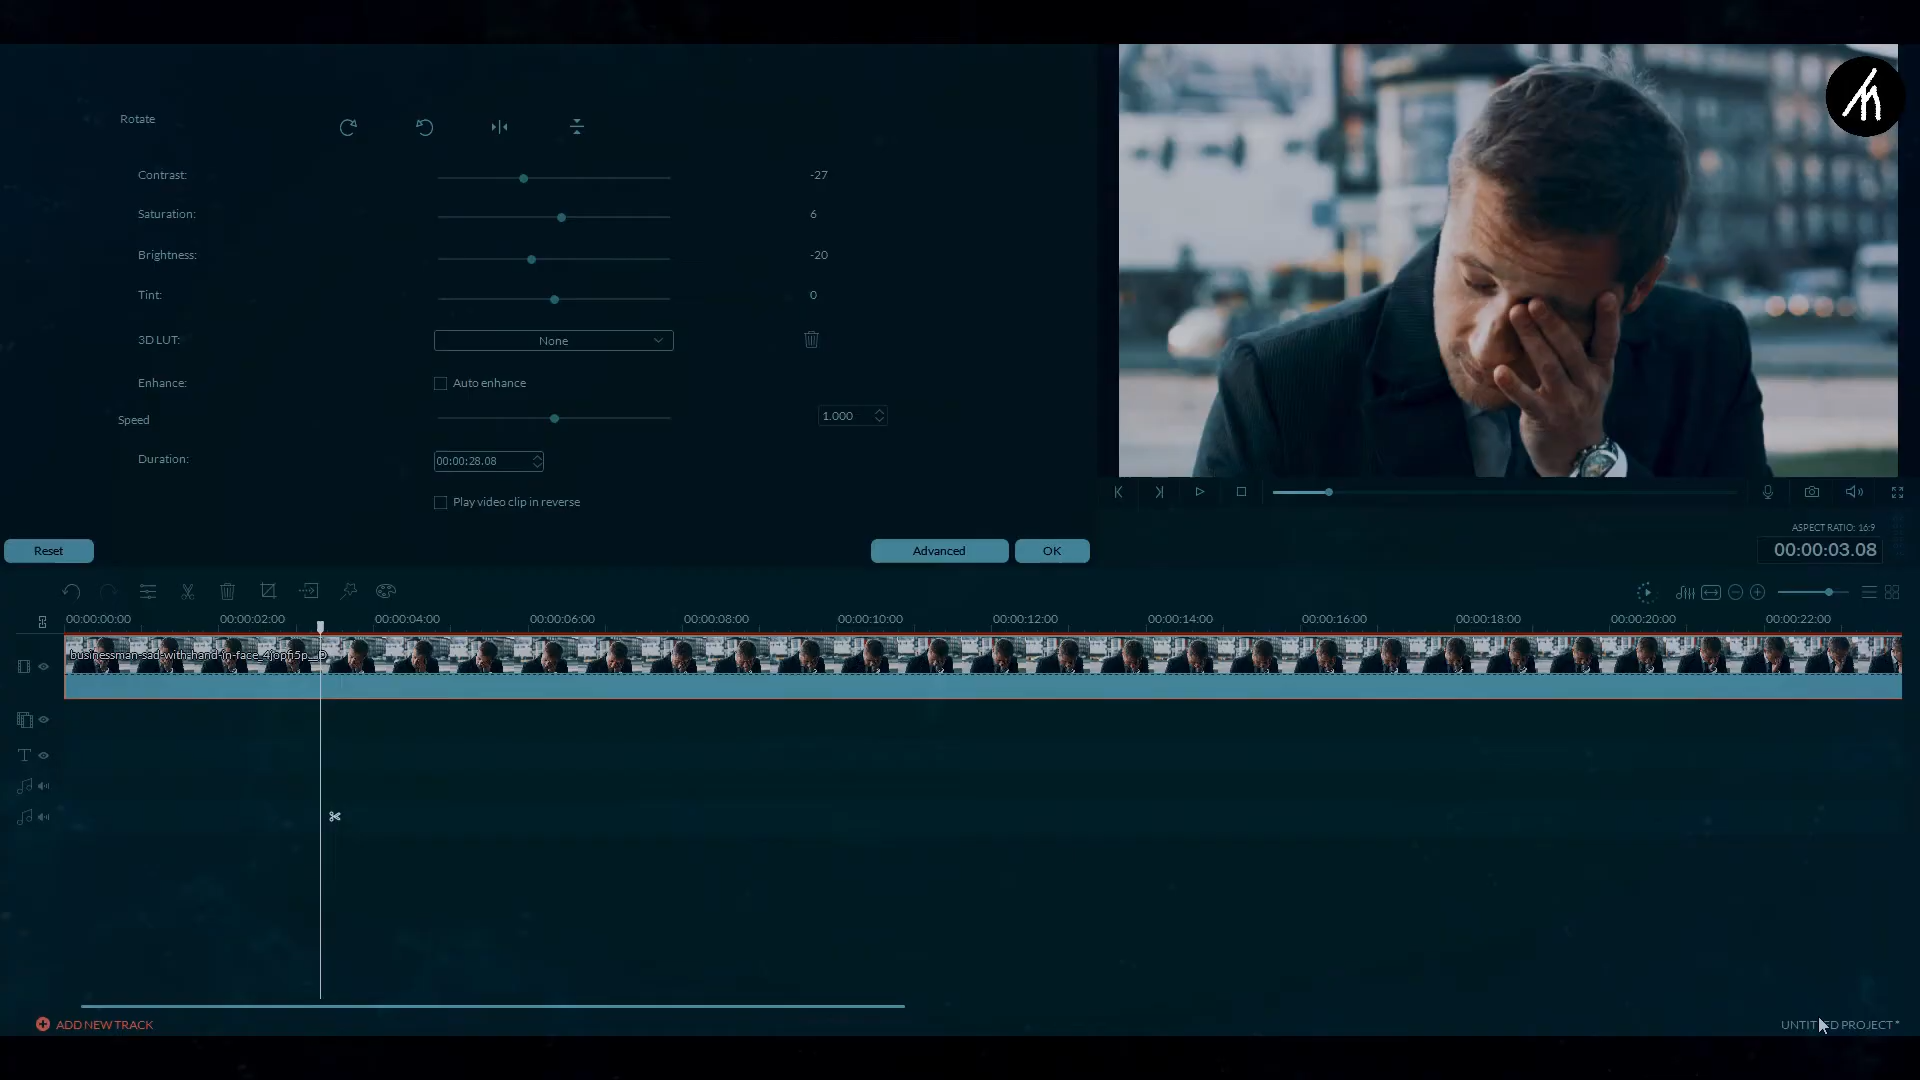 Rotate
Contrast: -27
Saturation: 6
Brightness: -20
Tint: 0
3D LUT: None
Enhance: Auto enhance
Speed 1.000
Duration: 00:00:28.08
Play video clip in reverse
Reset Advanced OK
ASPECT RATIO: 16:9
00:00:03.08
00:00:00:00 00:00:02:00 00:00:04:00 00:00:06:00 00:00:08:00 00:00:10:00 00:00:12:00 00:00:14:00 00:00:16:00 00:00:18:00 00:00:20:00 00:00:22:00
T
ADD NEW TRACK
PROJECT *